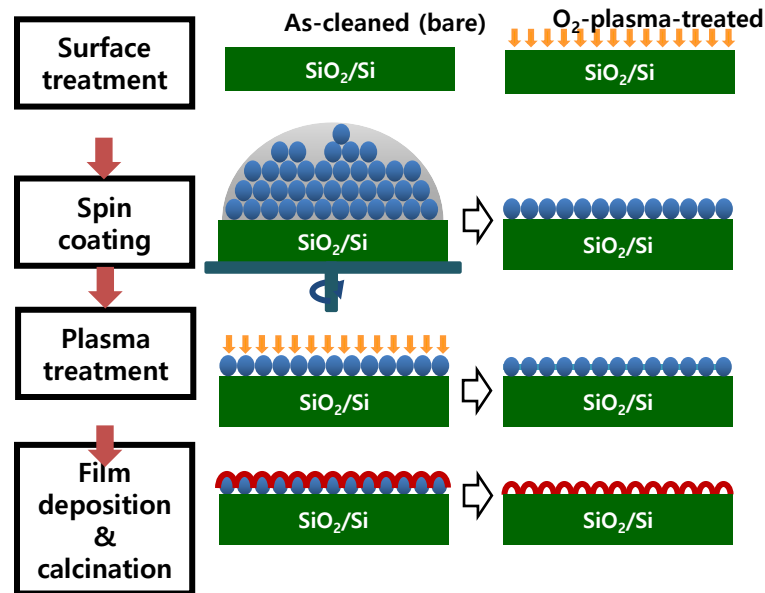 Surface
treatment
As-cleaned (bare)
SiO₂/Si
O₂-plasma-treated
SiO₂/Si
Spin
coating
SiO₂/Si
SiO₂/Si
Plasma
treatment
SiO₂/Si
SiO₂/Si
Film
deposition
&
calcination
SiO₂/Si
SiO₂/Si